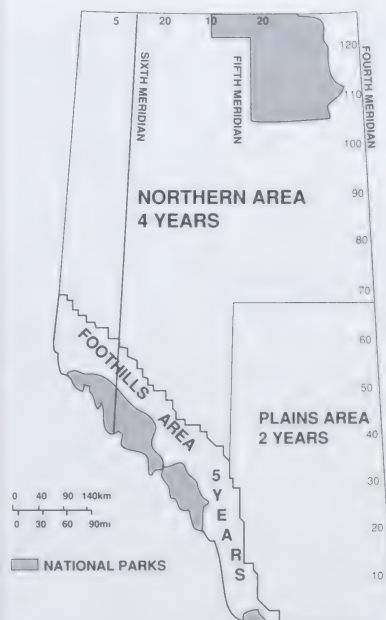 5 20 10 20
SIXTH MERIDIAN
FIFTH MERIDIAN
FOURTH MERIDIAN
120
110
100
90
80
70
60
50
40
30
20
10
NORTHERN AREA
4 YEARS
FOOTHILLS AREA
5 YEARS
PLAINS AREA
2 YEARS
0 40 90 140km
0 30 60 90mi
NATIONAL PARKS